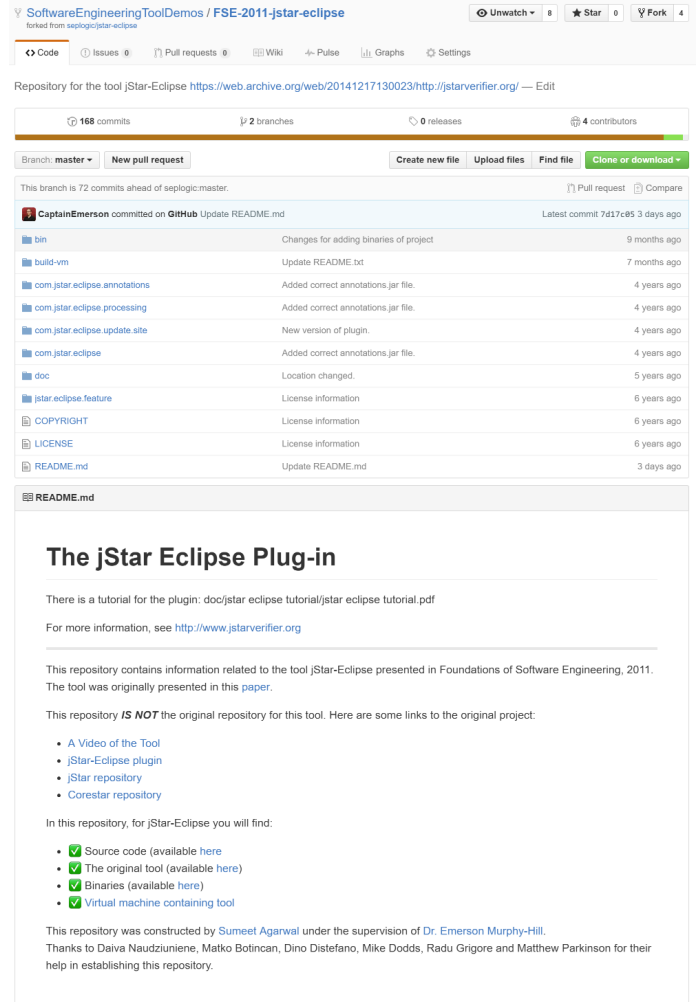 SoftwareEngineeringToolDemos / FSE-2011-jstar-eclipse
forked from seplogic/jstar-eclipse
Unwatch 8 Star 0 Fork 4
Code Issues 0 Pull requests 0 Wiki Pulse Graphs Settings
Repository for the tool jStar-Eclipse https://web.archive.org/web/20141217130023/http://jstarverifier.org/ — Edit
168 commits 2 branches 0 releases 4 contributors
Branch: master New pull request Create new file Upload files Find file Clone or download
This branch is 72 commits ahead of seplogic:master. Pull request Compare
CaptainEmerson committed on GitHub Update README.md Latest commit 7d17c05 3 days ago
bin Changes for adding binaries of project 9 months ago
build-vm Update README.txt 7 months ago
com.jstar.eclipse.annotations Added correct annotations.jar file. 4 years ago
com.jstar.eclipse.processing Added correct annotations.jar file. 4 years ago
com.jstar.eclipse.update.site New version of plugin. 4 years ago
com.jstar.eclipse Added correct annotations.jar file. 4 years ago
doc Location changed. 5 years ago
jstar.eclipse.feature License information 6 years ago
COPYRIGHT License information 6 years ago
LICENSE License information 6 years ago
README.md Update README.md 3 days ago
README.md
The jStar Eclipse Plug-in
There is a tutorial for the plugin: doc/jstar eclipse tutorial/jstar eclipse tutorial.pdf
For more information, see http://www.jstarverifier.org
This repository contains information related to the tool jStar-Eclipse presented in Foundations of Software Engineering, 2011.
The tool was originally presented in this paper.
This repository IS NOT the original repository for this tool. Here are some links to the original project:
• A Video of the Tool
• jStar-Eclipse plugin
• jStar repository
• Corestar repository
In this repository, for jStar-Eclipse you will find:
• ✅ Source code (available here
• ✅ The original tool (available here)
• ✅ Binaries (available here)
• ✅ Virtual machine containing tool
This repository was constructed by Sumeet Agarwal under the supervision of Dr. Emerson Murphy-Hill.
Thanks to Daiva Naudziuniene, Matko Botincan, Dino Distefano, Mike Dodds, Radu Grigore and Matthew Parkinson for their
help in establishing this repository.